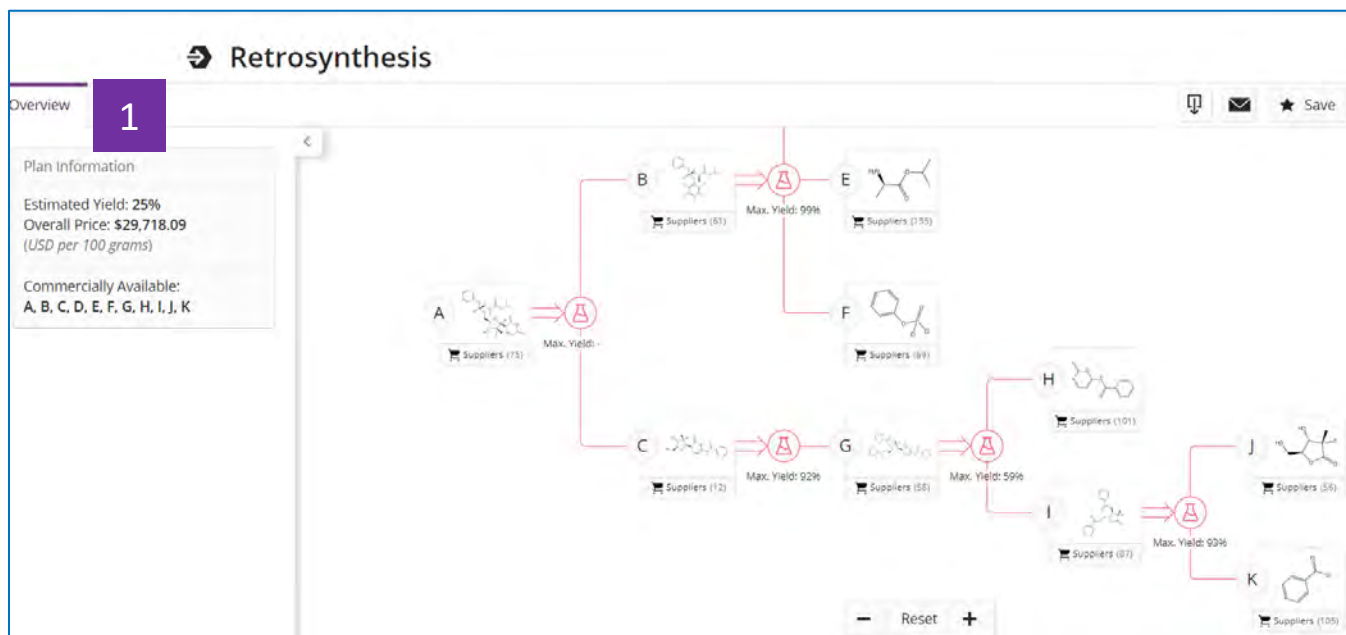 Retrosynthesis
Overview
1
Save
Plan Information
Estimated Yield: 25%
Overall Price: $29,718.09
(USD per 100 grams)
Commercially Available:
A, B, C, D, E, F, G, H, I, J, K
B
Suppliers (61)
Max. Yield: 99%
E
Suppliers (155)
A
Suppliers (75)
Max. Yield: -
F
Suppliers (69)
H
Suppliers (101)
C
Suppliers (12)
Max. Yield: 92%
G
Suppliers (58)
Max. Yield: 59%
J
Suppliers (56)
I
Suppliers (87)
Max. Yield: 93%
K
Suppliers (105)
Reset